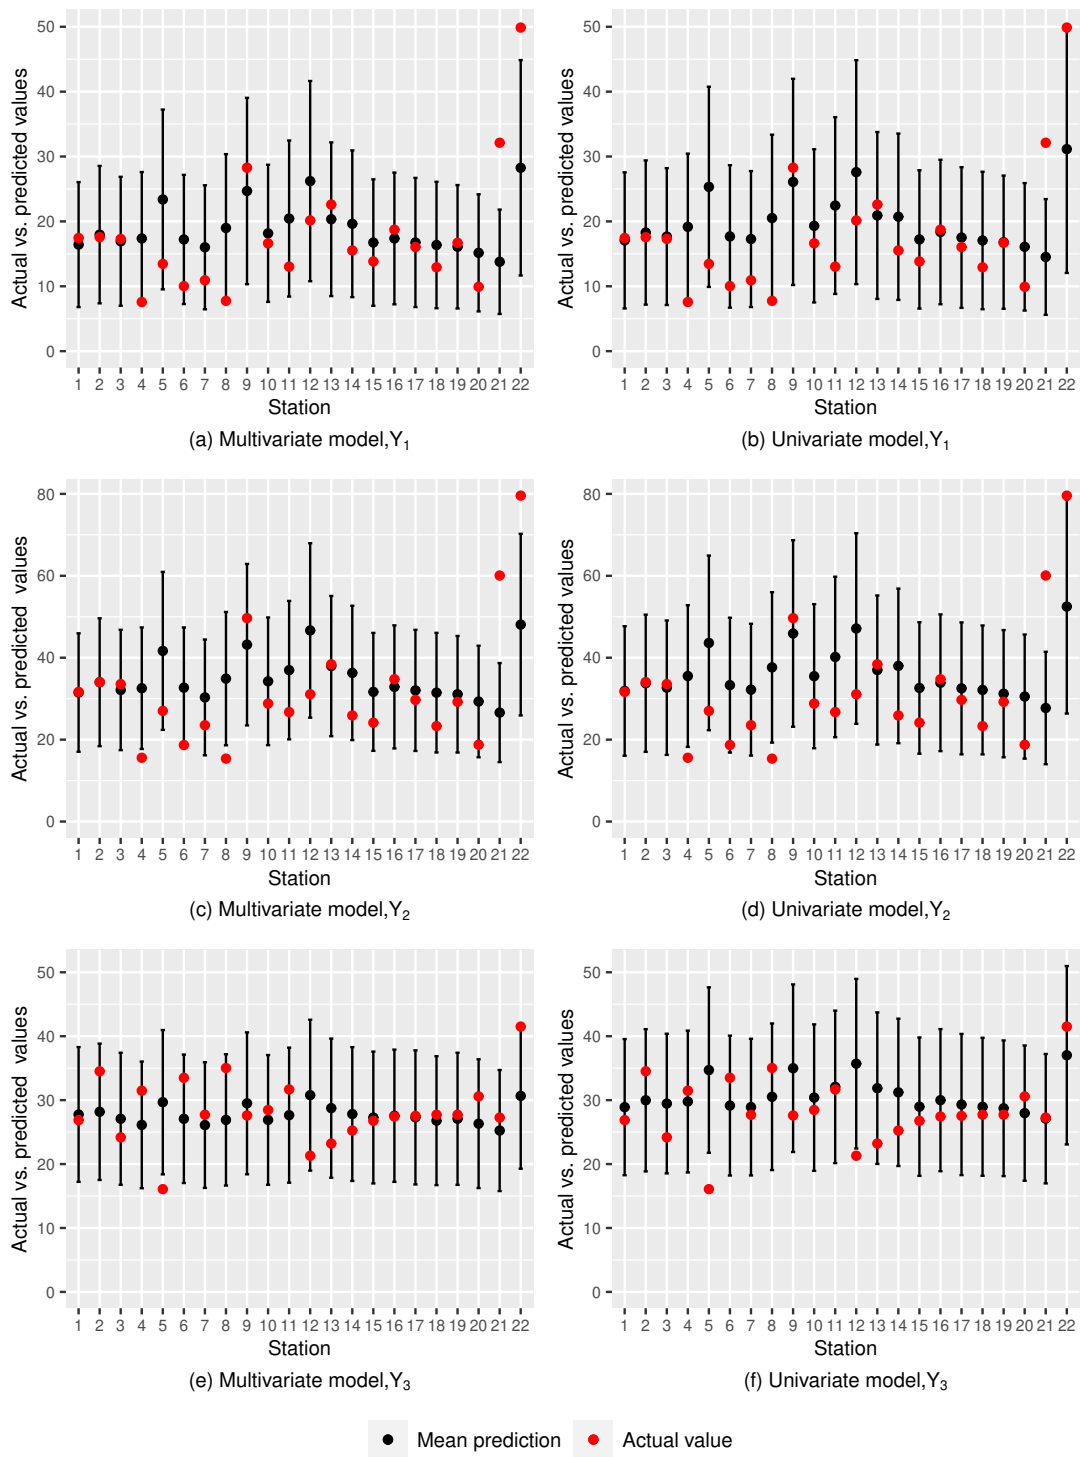 50
40
30
20
10
0
Actual vs. predicted values
1 2 3 4 5 6 7 8 9 10 11 12 13 14 15 16 17 18 19 20 21 22
Station
(a) Multivariate model,Y₁
50
40
30
20
10
0
Actual vs. predicted values
1 2 3 4 5 6 7 8 9 10 11 12 13 14 15 16 17 18 19 20 21 22
Station
(b) Univariate model,Y₁
80
60
40
20
0
Actual vs. predicted values
1 2 3 4 5 6 7 8 9 10 11 12 13 14 15 16 17 18 19 20 21 22
Station
(c) Multivariate model,Y₂
80
60
40
20
0
Actual vs. predicted values
1 2 3 4 5 6 7 8 9 10 11 12 13 14 15 16 17 18 19 20 21 22
Station
(d) Univariate model,Y₂
50
40
30
20
10
0
Actual vs. predicted values
1 2 3 4 5 6 7 8 9 10 11 12 13 14 15 16 17 18 19 20 21 22
Station
(e) Multivariate model,Y₃
50
40
30
20
10
0
Actual vs. predicted values
1 2 3 4 5 6 7 8 9 10 11 12 13 14 15 16 17 18 19 20 21 22
Station
(f) Univariate model,Y₃
Mean prediction Actual value